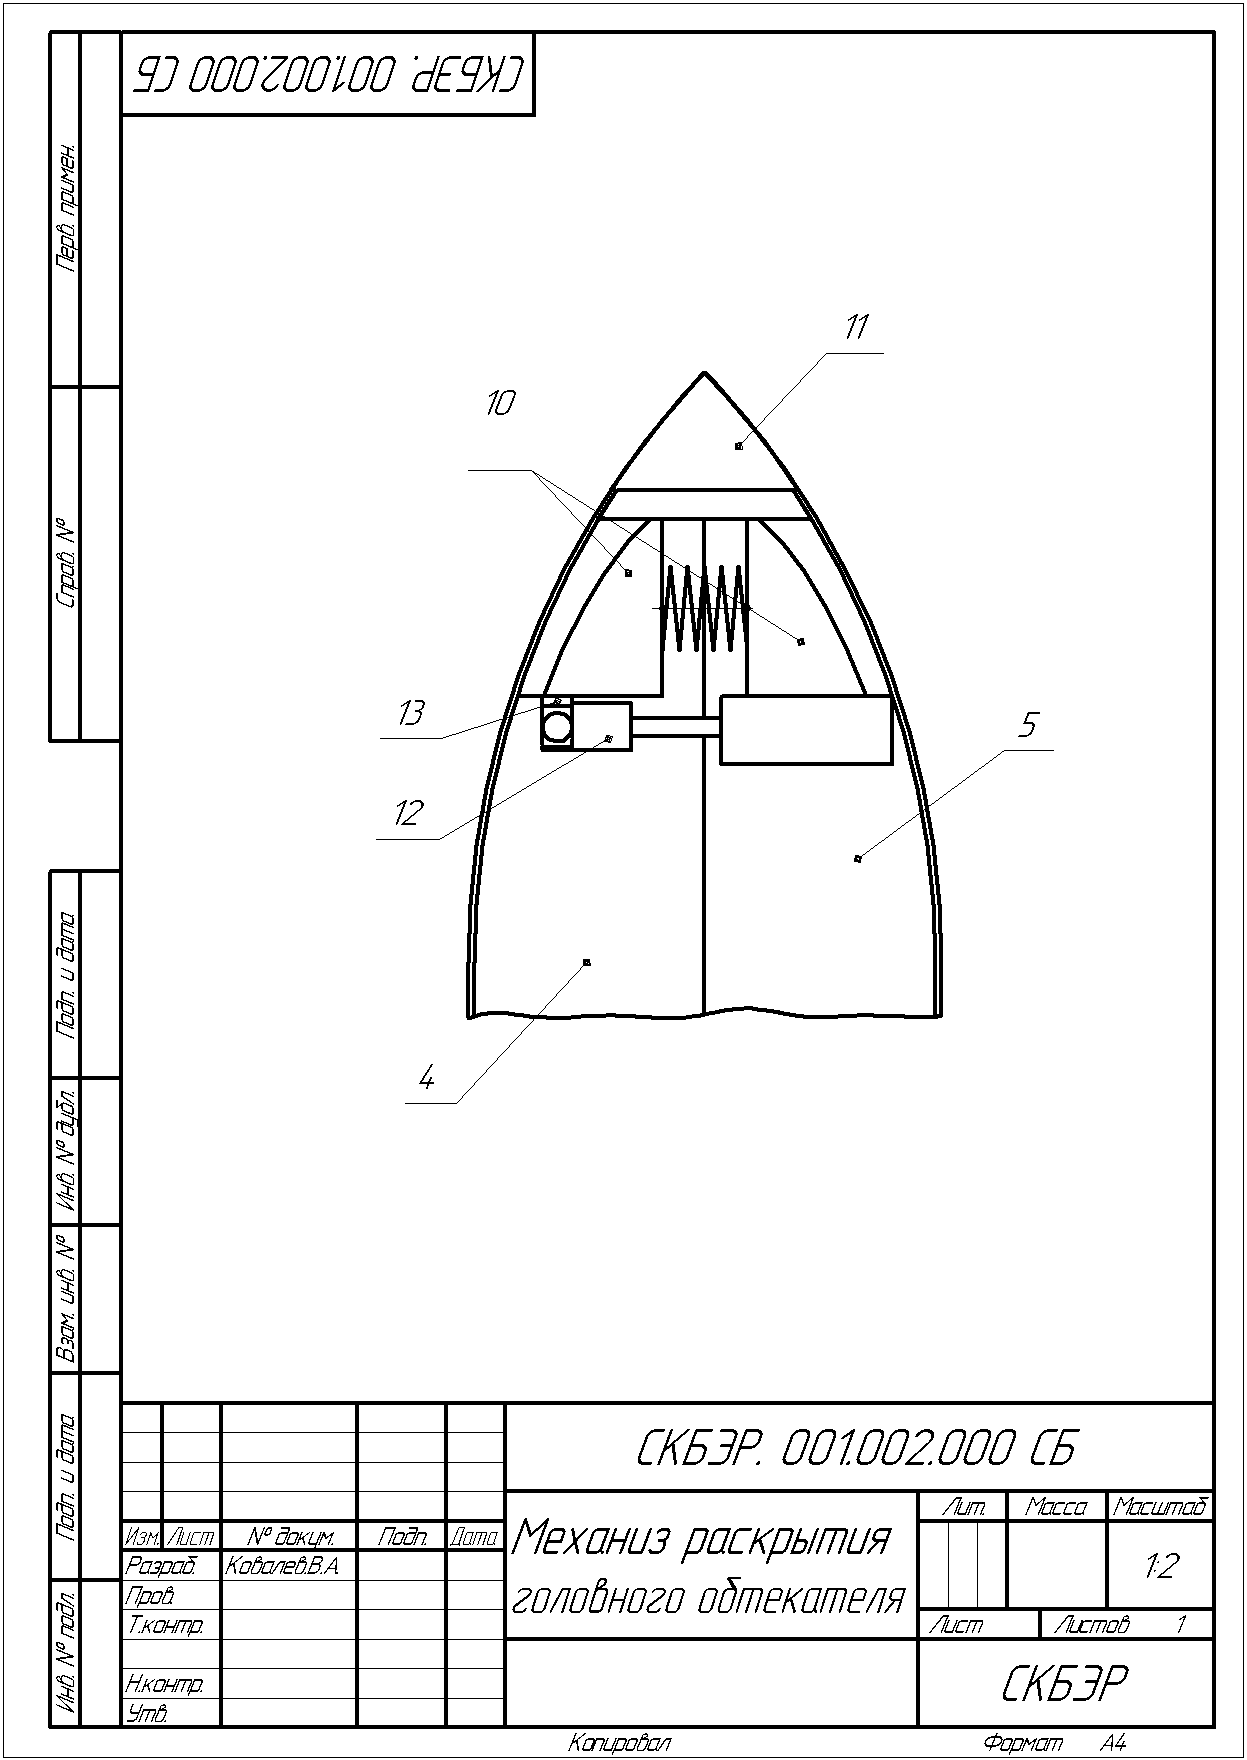 СКБЭР. 001.002.000 СБ
Перв. примен.
Справ. №
Подп. и дата
Инв. № дубл.
Взам. инв. №
Подп. и дата
Инв. № подл.
11
10
13
5
12
4
СКБЭР. 001.002.000 СБ
Лит. Масса Масштаб
Изм. Лист № докум. Подп. Дата
Механиз раскрытия
головного обтекателя
Разраб. Ковалев.В.А.
1:2
Пров.
Т.контр.
Лист Листов 1
Н.контр.
СКБЭР
Утв.
Копировал Формат А4